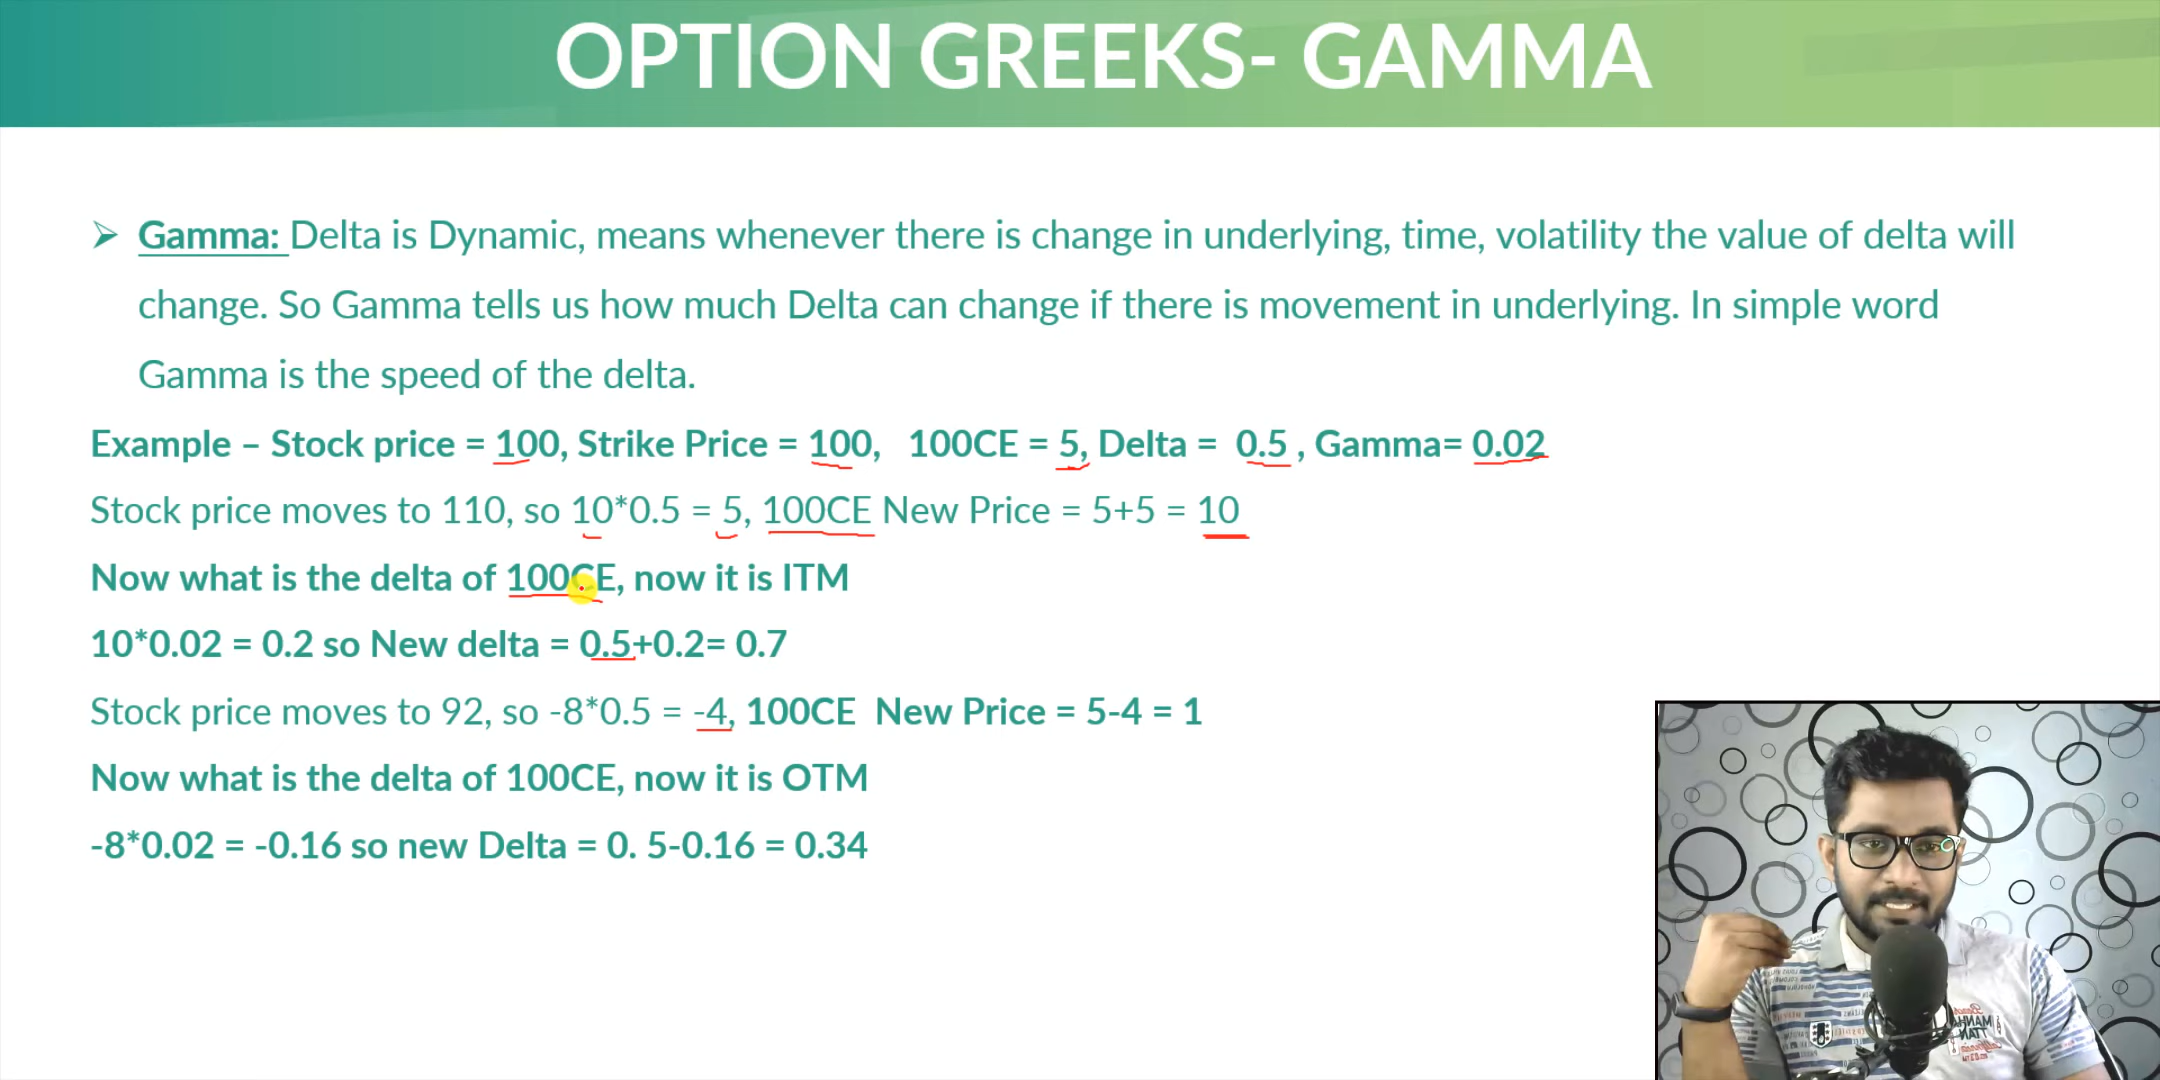 OPTION GREEKS- GAMMA
➢ Gamma: Delta is Dynamic, means whenever there is change in underlying, time, volatility the value of delta will
change. So Gamma tells us how much Delta can change if there is movement in underlying. In simple word
Gamma is the speed of the delta.
Example – Stock price = 100, Strike Price = 100, 100CE = 5, Delta = 0.5 , Gamma= 0.02
Stock price moves to 110, so 10*0.5 = 5, 100CE New Price = 5+5 = 10
Now what is the delta of 100CE, now it is ITM
10*0.02 = 0.2 so New delta = 0.5+0.2= 0.7
Stock price moves to 92, so -8*0.5 = -4, 100CE New Price = 5-4 = 1
Now what is the delta of 100CE, now it is OTM
-8*0.02 = -0.16 so new Delta = 0. 5-0.16 = 0.34